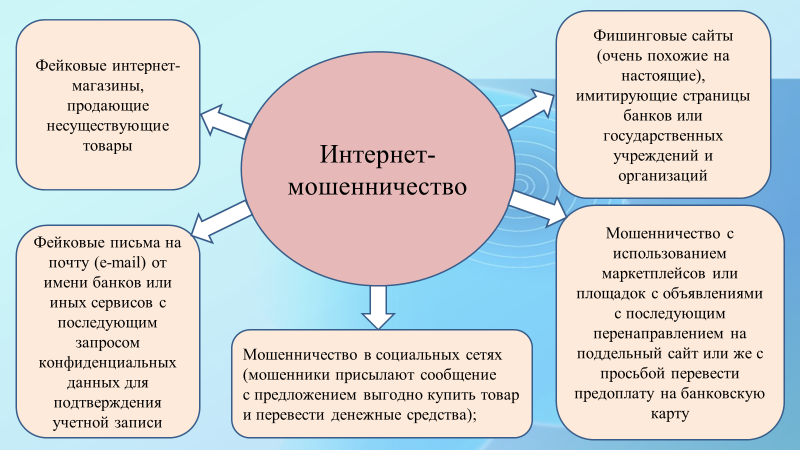 Фейковые интернет-
магазины,
продающие
несуществующие
товары
Интернет-
мошенничество
Фишинговые сайты
(очень похожие на
настоящие),
имитирующие страницы
банков или
государственных
учреждений и
организаций
Фейковые письма на
почту (e-mail) от
имени банков или
иных сервисов с
последующим
запросом
конфиденциальных
данных для
подтверждения
учетной записи
Мошенничество в социальных сетях
(мошенники присылают сообщение
с предложением выгодно купить товар
и перевести денежные средства);
Мошенничество с
использованием
маркетплейсов или
площадок с объявлениями
с последующим
перенаправлением на
поддельный сайт или же с
просьбой перевести
предоплату на банковскую
карту